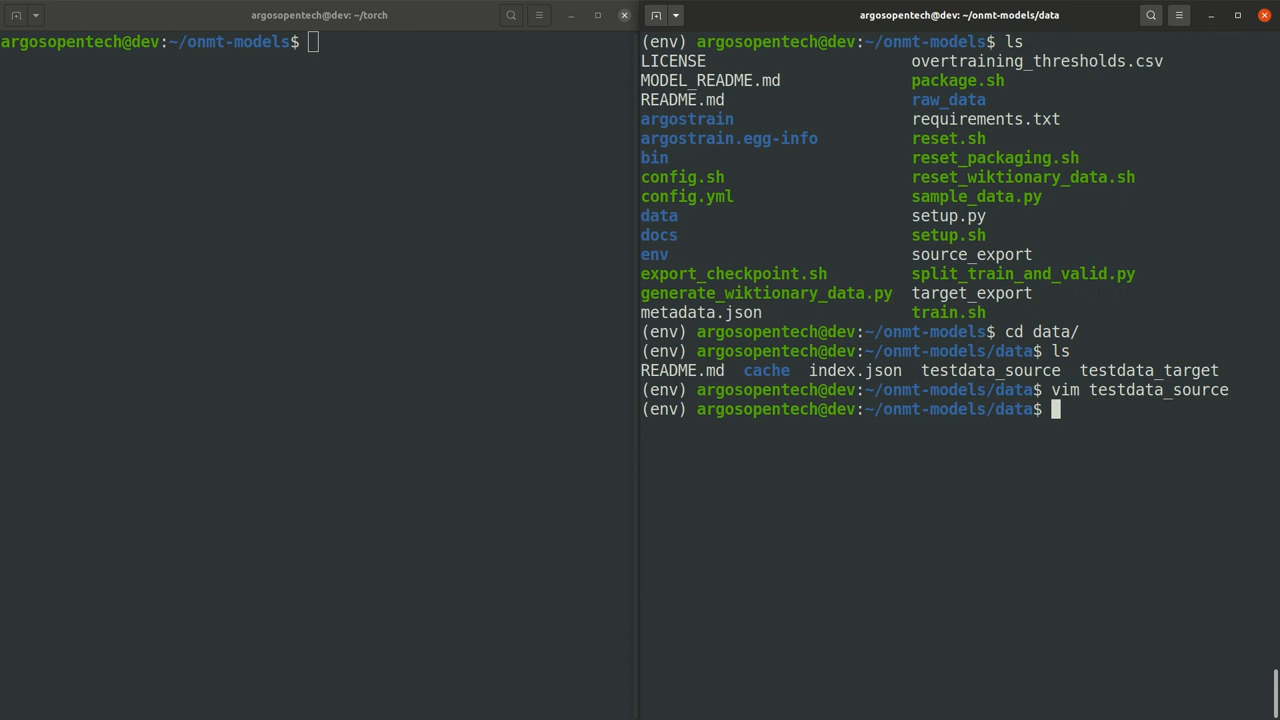 argosopentech@dev: ~/torch
argosopentech@dev:~/onmt-models$
argosopentech@dev: ~/onmt-models/data
(env) argosopentech@dev:~/onmt-models$ ls
LICENSE overtraining_thresholds.csv
MODEL_README.md package.sh
README.md raw_data
argostrain requirements.txt
argostrain.egg-info reset.sh
bin reset_packaging.sh
config.sh reset_wiktionary_data.sh
config.yml sample_data.py
data setup.py
docs setup.sh
env source_export
export_checkpoint.sh split_train_and_valid.py
generate_wiktionary_data.py target_export
metadata.json train.sh
(env) argosopentech@dev:~/onmt-models$ cd data/
(env) argosopentech@dev:~/onmt-models/data$ ls
README.md cache index.json testdata_source testdata_target
(env) argosopentech@dev:~/onmt-models/data$ vim testdata_source
(env) argosopentech@dev:~/onmt-models/data$